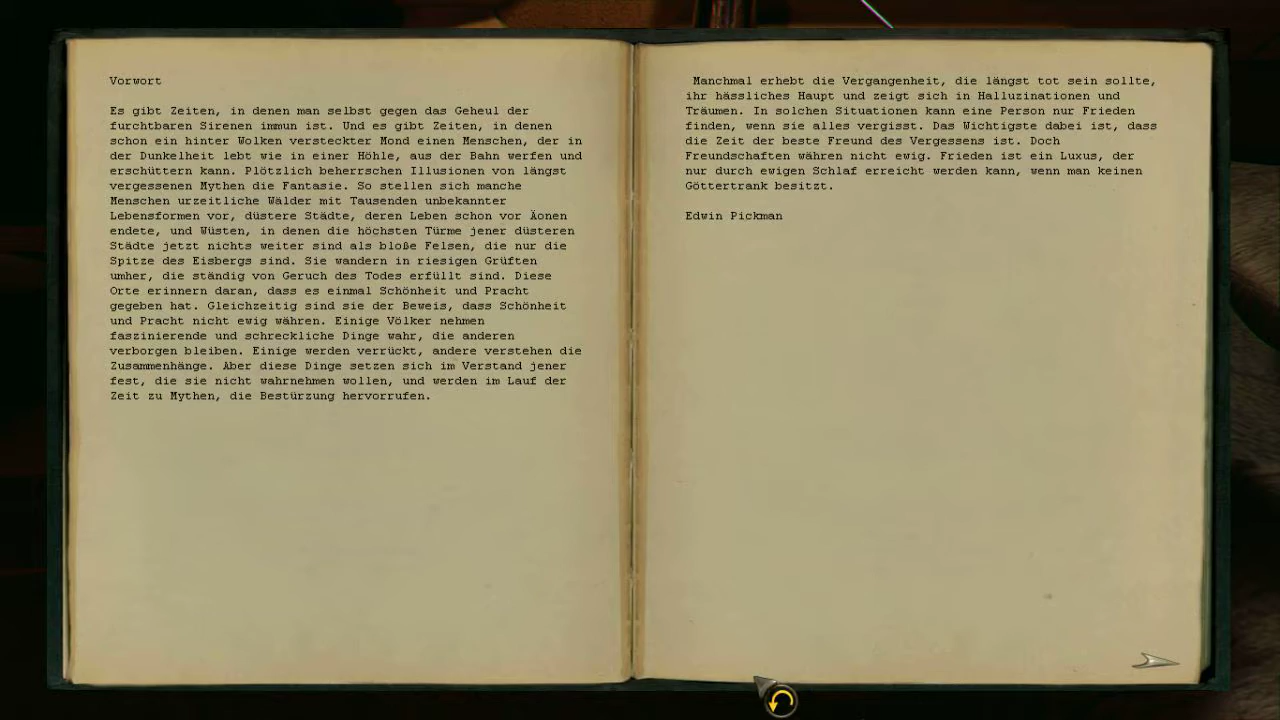 Vorwort
Es gibt Zeiten, in denen man selbst gegen das Geheul der
furchtbaren Sirenen immun ist. Und es gibt Zeiten, in denen
schon ein hinter Wolken versteckter Mond einen Menschen, der in
der Dunkelheit lebt wie in einer Höhle, aus der Bahn werfen und
erschüttern kann. Plötzlich beherrschen Illusionen von längst
vergessenen Mythen die Fantasie. So stellen sich manche
Menschen urzeitliche Wälder mit Tausenden unbekannter
Lebensformen vor, düstere Städte, deren Leben schon vor Äonen
endete, und Wüsten, in denen die höchsten Türme jener düsteren
Städte jetzt nichts weiter sind als bloße Felsen, die nur die
Spitze des Eisbergs sind. Sie wandern in riesigen Grüften
umher, die ständig von Geruch des Todes erfüllt sind. Diese
Orte erinnern daran, dass es einmal Schönheit und Pracht
gegeben hat. Gleichzeitig sind sie der Beweis, dass Schönheit
und Pracht nicht ewig währen. Einige Völker nehmen
faszinierende und schreckliche Dinge wahr, die anderen
verborgen bleiben. Einige werden verrückt, andere verstehen die
Zusammenhänge. Aber diese Dinge setzen sich im Verstand jener
fest, die sie nicht wahrnehmen wollen, und werden im Lauf der
Zeit zu Mythen, die Bestürzung hervorrufen.
Manchmal erhebt die Vergangenheit, die längst tot sein sollte,
ihr hässliches Haupt und zeigt sich in Halluzinationen und
Träumen. In solchen Situationen kann eine Person nur Frieden
finden, wenn sie alles vergisst. Das Wichtigste dabei ist, dass
die Zeit der beste Freund des Vergessens ist. Doch
Freundschaften währen nicht ewig. Frieden ist ein Luxus, der
nur durch ewigen Schlaf erreicht werden kann, wenn man keinen
Göttertrank besitzt.
Edwin Pickman